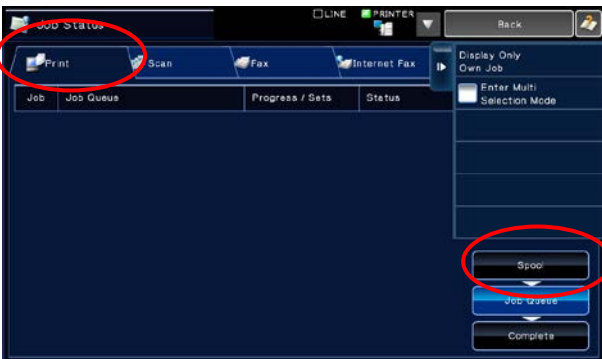 Job Status
LINE
PRINTER
Back
Print
Scan
Fax
Internet Fax
Display Only
Own Job
Job
Job Queue
Progress / Sets
Status
Enter Multi
Selection Mode
Spool
Job Queue
Complete